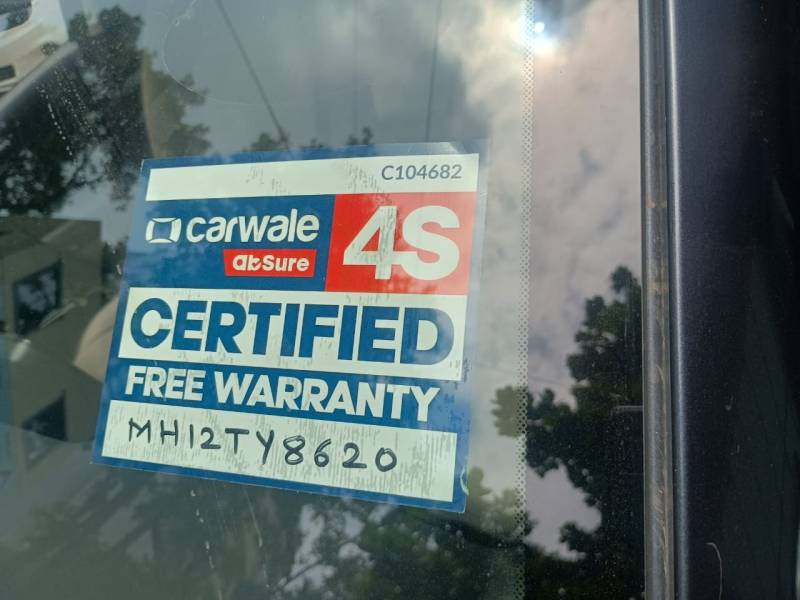 C104682
carwale
abSure
4S
CERTIFIED
FREE WARRANTY
MH12TY8620